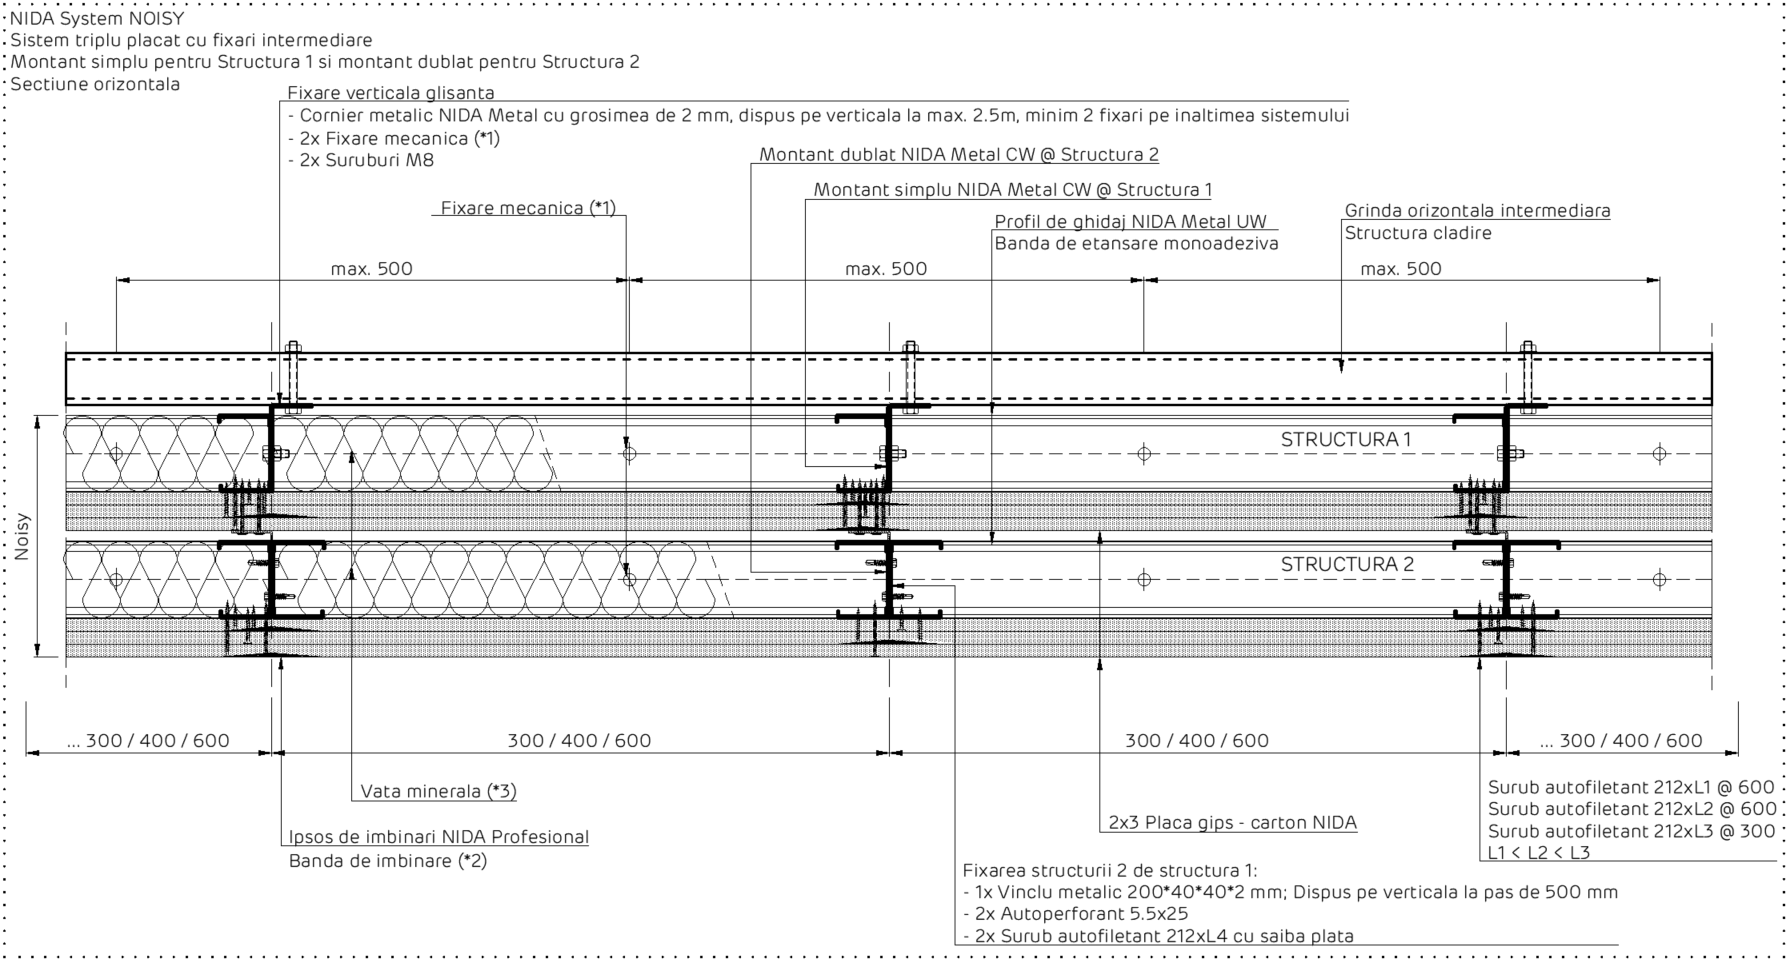 NIDA System NOISY
Sistem triplu placat cu fixari intermediare
Montant simplu pentru Structura 1 si montant dublat pentru Structura 2
Sectiune orizontala
Fixare verticala glisanta
- Cornier metalic NIDA Metal cu grosimea de 2 mm, dispus pe verticala la max. 2.5m, minim 2 fixari pe inaltimea sistemului
- 2x Fixare mecanica (*1)
- 2x Suruburi M8
Montant dublat NIDA Metal CW @ Structura 2
Montant simplu NIDA Metal CW @ Structura 1
Fixare mecanica (*1)
Profil de ghidaj NIDA Metal UW
Banda de etansare monoadeziva
Grinda orizontala intermediara
Structura cladire
max. 500
max. 500
max. 500
STRUCTURA 1
Noisy
STRUCTURA 2
... 300 / 400 / 600
300 / 400 / 600
300 / 400 / 600
... 300 / 400 / 600
Vata minerala (*3)
Ipsos de imbinari NIDA Profesional
Banda de imbinare (*2)
2x3 Placa gips - carton NIDA
Surub autofiletant 212xL1 @ 600
Surub autofiletant 212xL2 @ 600
Surub autofiletant 212xL3 @ 300
L1 < L2 < L3
Fixarea structurii 2 de structura 1:
- 1x Vinclu metalic 200*40*40*2 mm; Dispus pe verticala la pas de 500 mm
- 2x Autoperforant 5.5x25
- 2x Surub autofiletant 212xL4 cu saiba plata